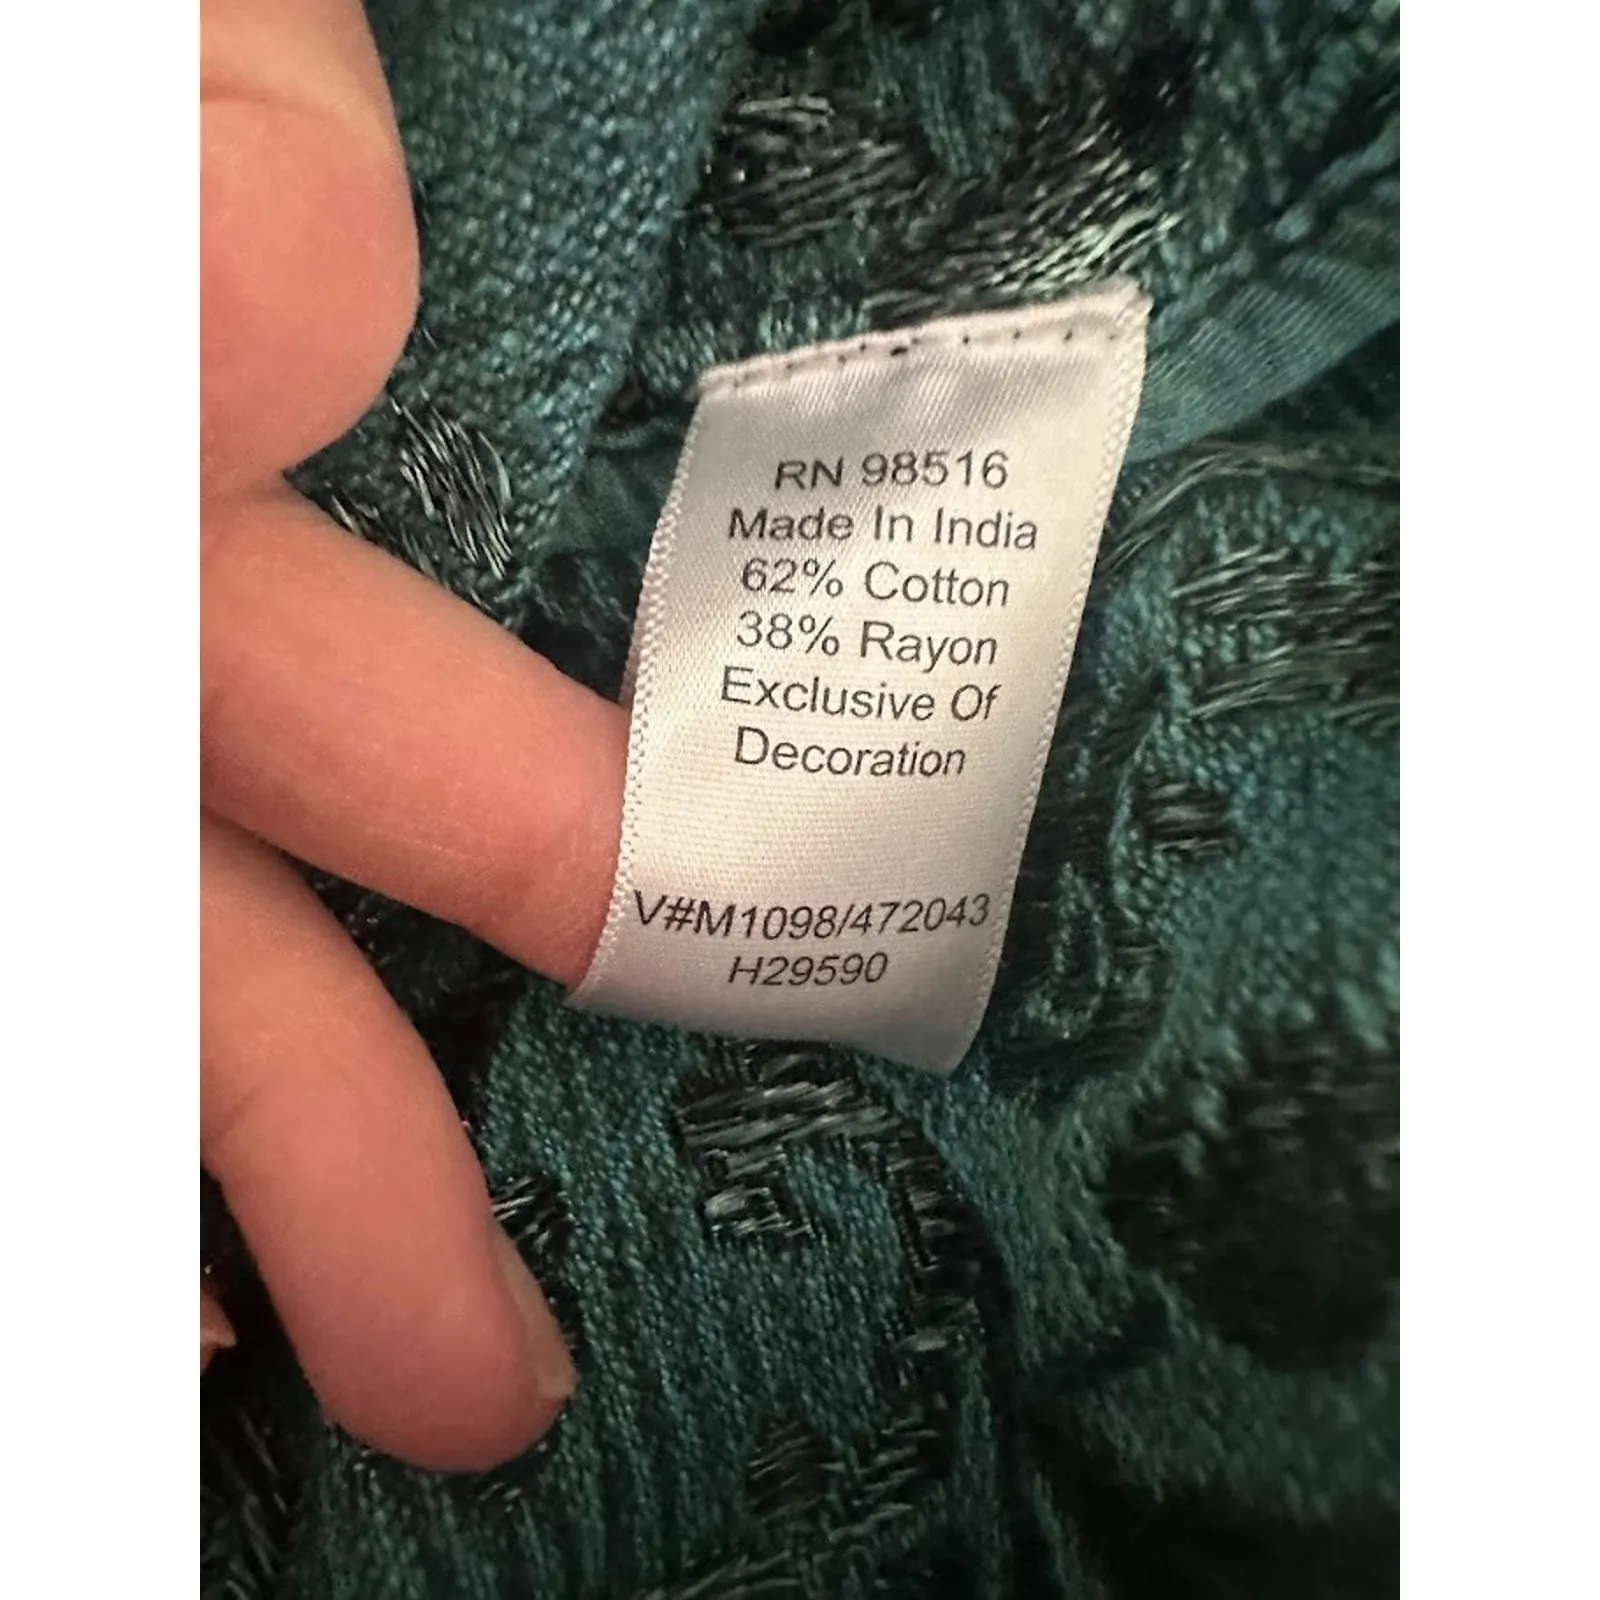 RN 98516
Made In India
62% Cotton
38% Rayon
Exclusive Of
Decoration
V#M1098/472043
H29590